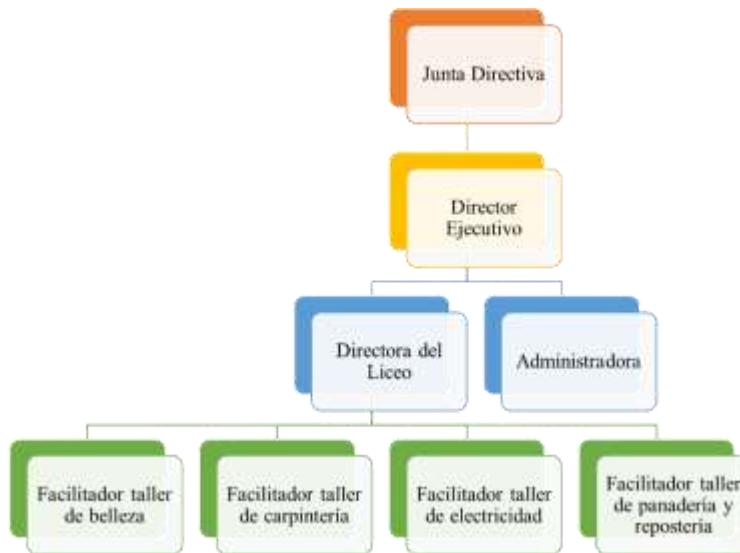 Junta Directiva
Director
Ejecutivo
Directora del
Liceo
Administradora
Facilitador taller
de belleza
Facilitador taller
de carpintería
Facilitador taller
de electricidad
Facilitador taller
de panadería y
repostería